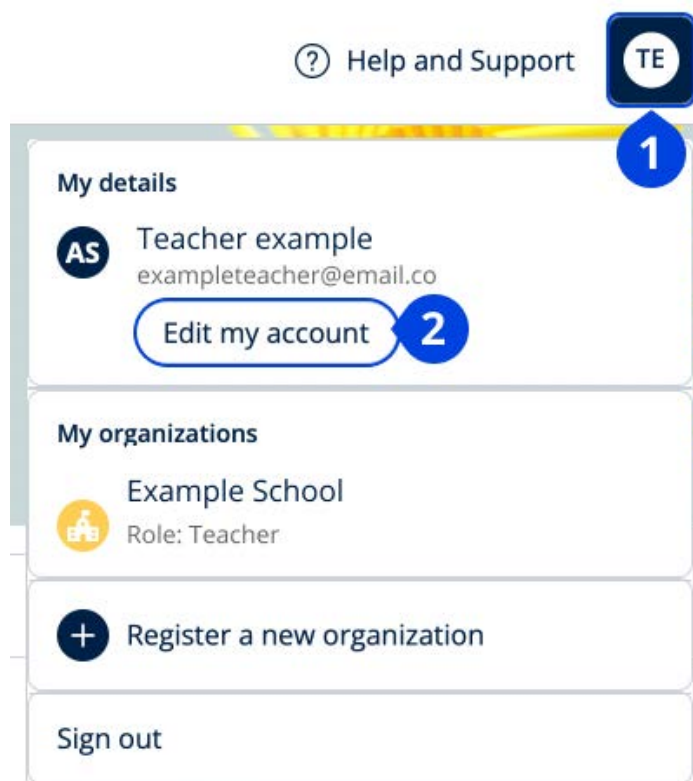 ? Help and Support TE
1
My details
AS Teacher example
exampleteacher@email.co
Edit my account 2
My organizations
Example School
Role: Teacher
+ Register a new organization
Sign out